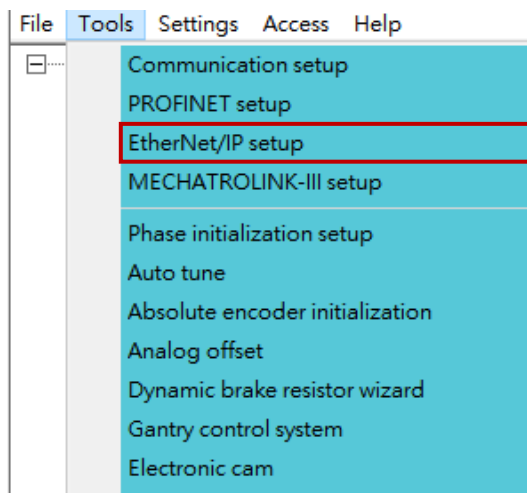 File Tools Settings Access Help
Communication setup
PROFINET setup
EtherNet/IP setup
MECHATROLINK-III setup
Phase initialization setup
Auto tune
Absolute encoder initialization
Analog offset
Dynamic brake resistor wizard
Gantry control system
Electronic cam